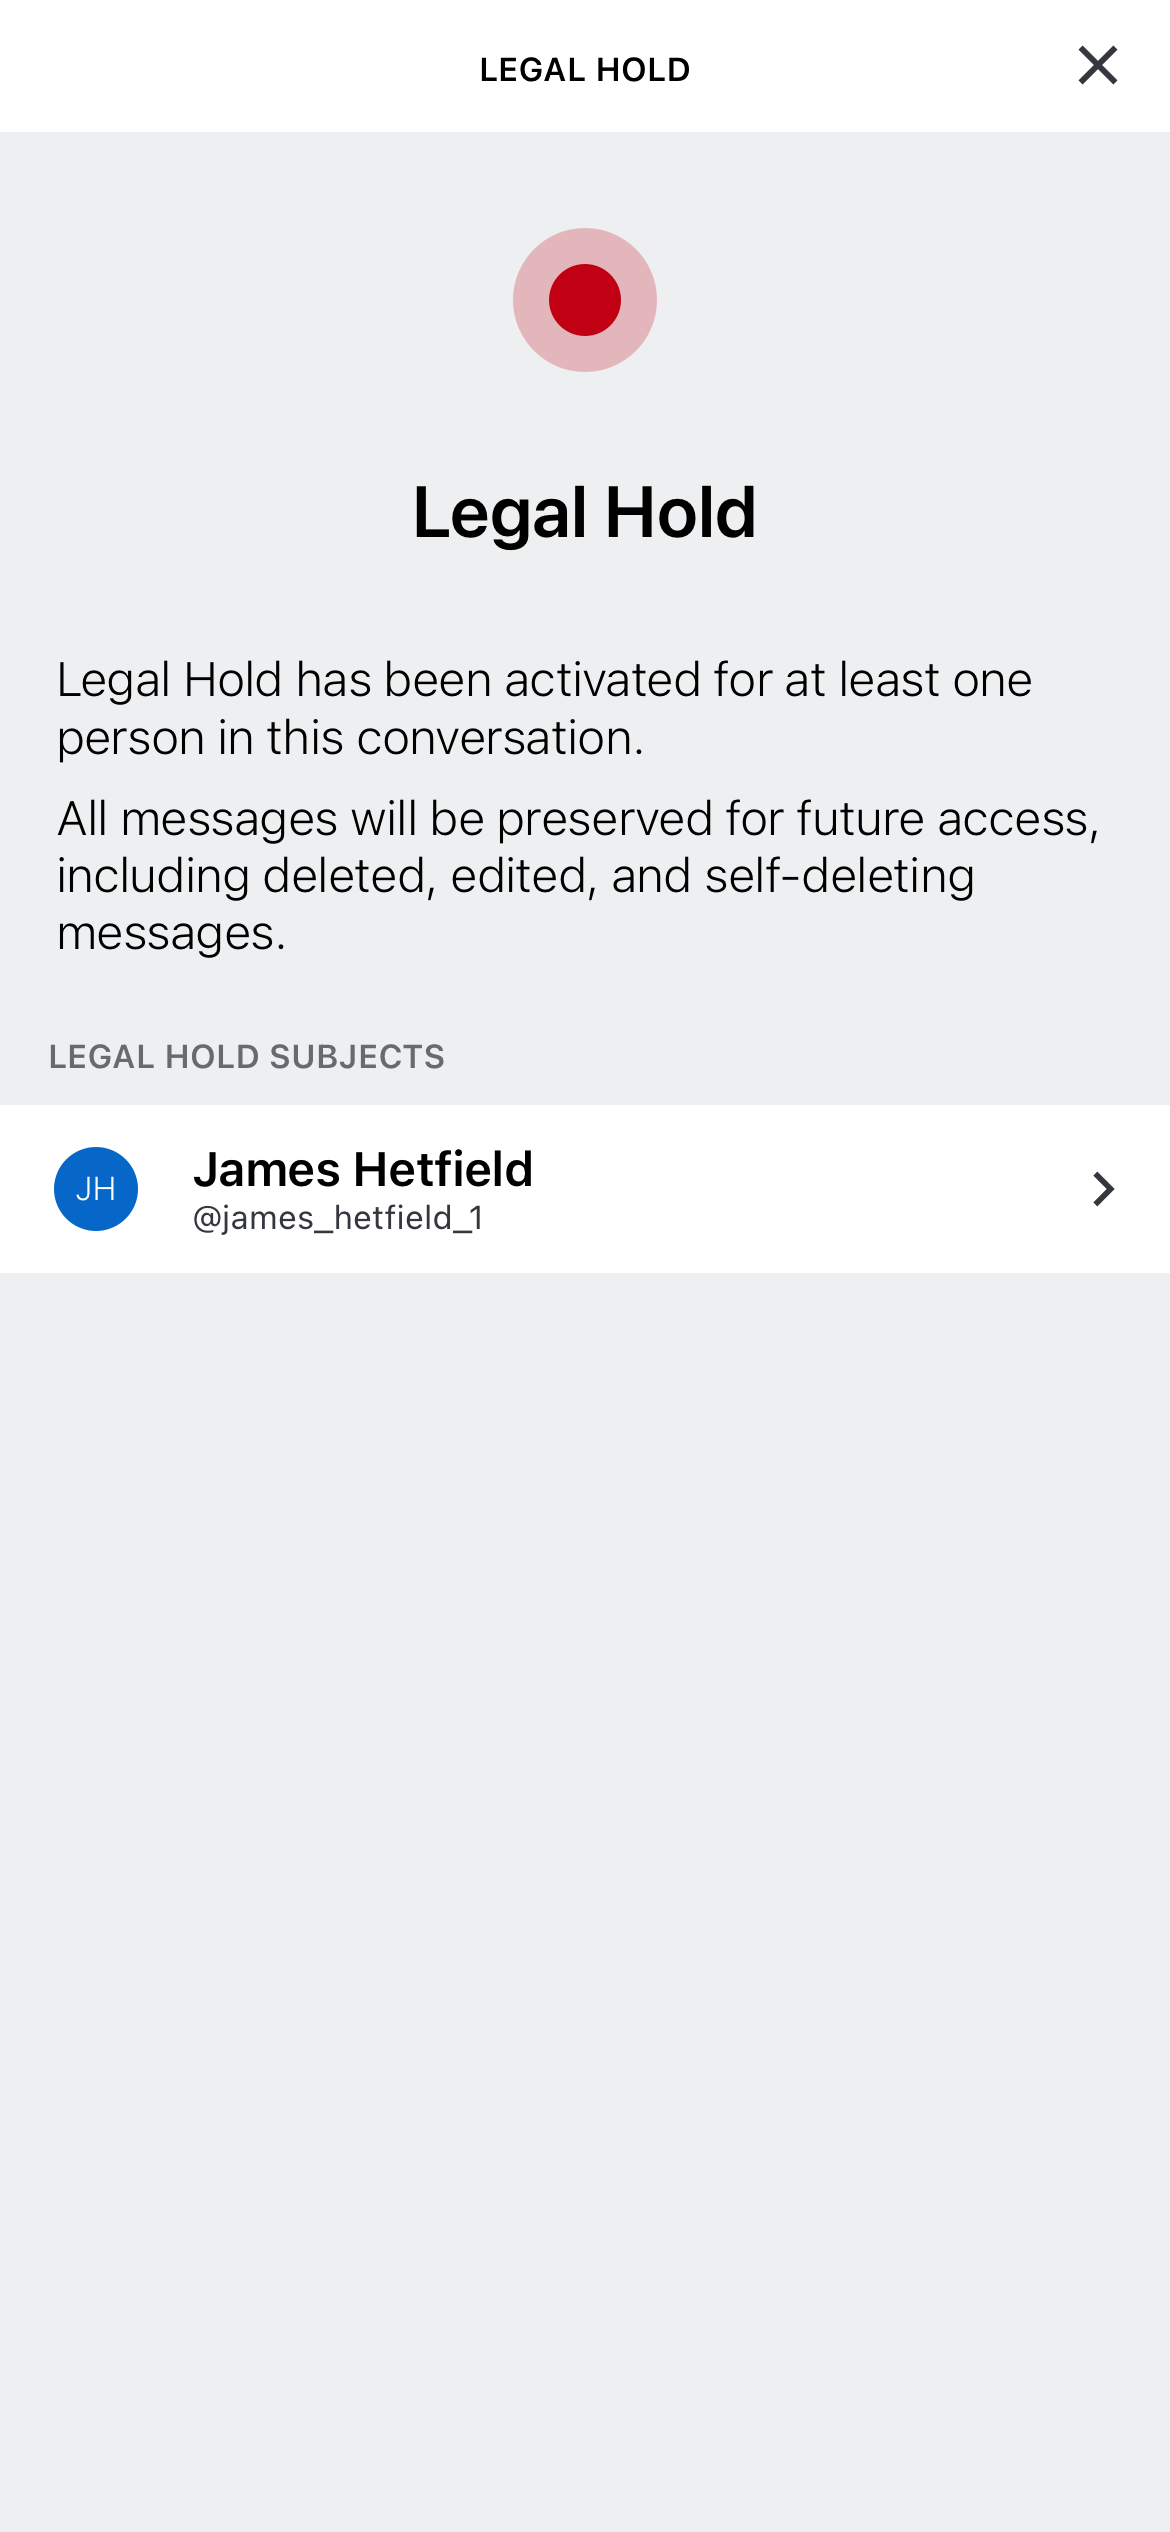 LEGAL HOLD
Legal Hold
Legal Hold has been activated for at least one
person in this conversation.
All messages will be preserved for future access,
including deleted, edited, and self-deleting
messages.
LEGAL HOLD SUBJECTS
JH
James Hetfield
@james_hetfield_1